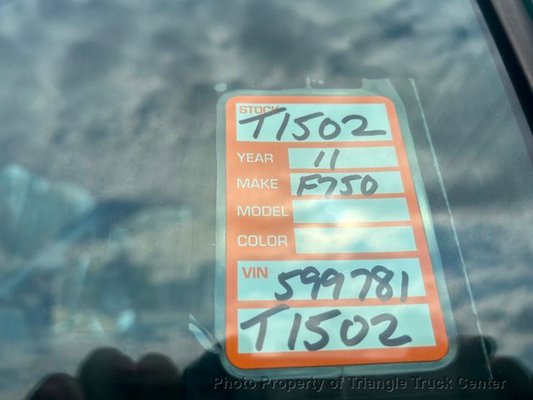 STOCK T1502
YEAR 11
MAKE F750
MODEL
COLOR
VIN 599781
T1502
Photo Property of Triangle Truck Center